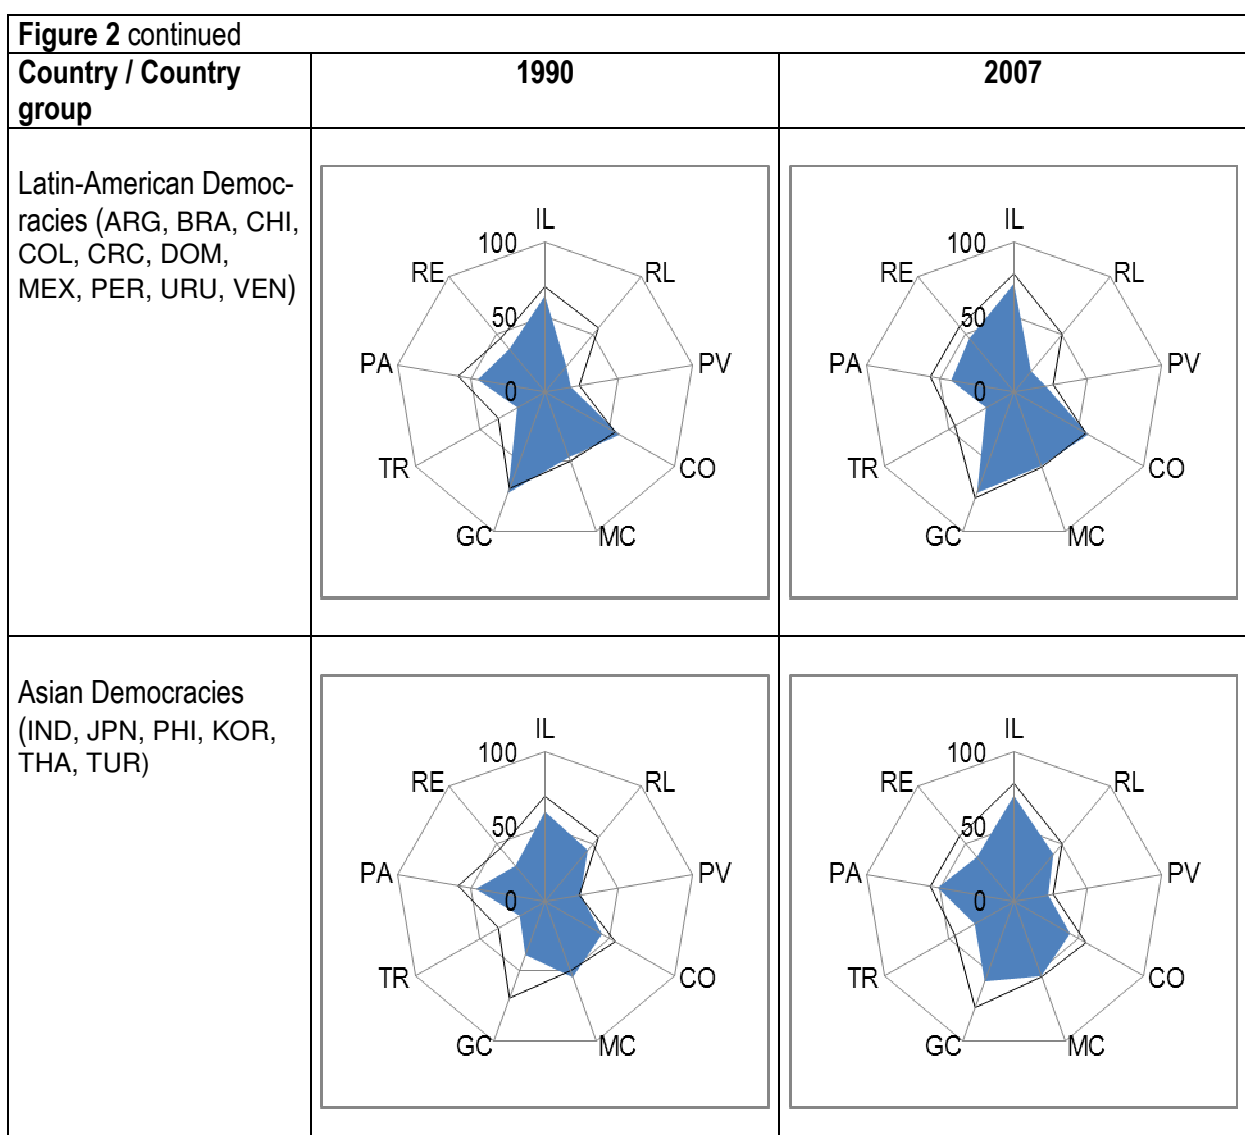 Figure 2 continued
Country / Country
group
1990
2007
Latin-American Democ-
racies (ARG, BRA, CHI,
COL, CRC, DOM,
MEX, PER, URU, VEN)
IL
100
RE
RL
50
PA
PV
0
TR
CO
GC
MC
IL
100
RE
RL
50
PA
PV
0
TR
CO
GC
MC
Asian Democracies
(IND, JPN, PHI, KOR,
THA, TUR)
IL
100
RE
RL
50
PA
PV
0
TR
CO
GC
MC
IL
100
RE
RL
50
PA
PV
0
TR
CO
GC
MC